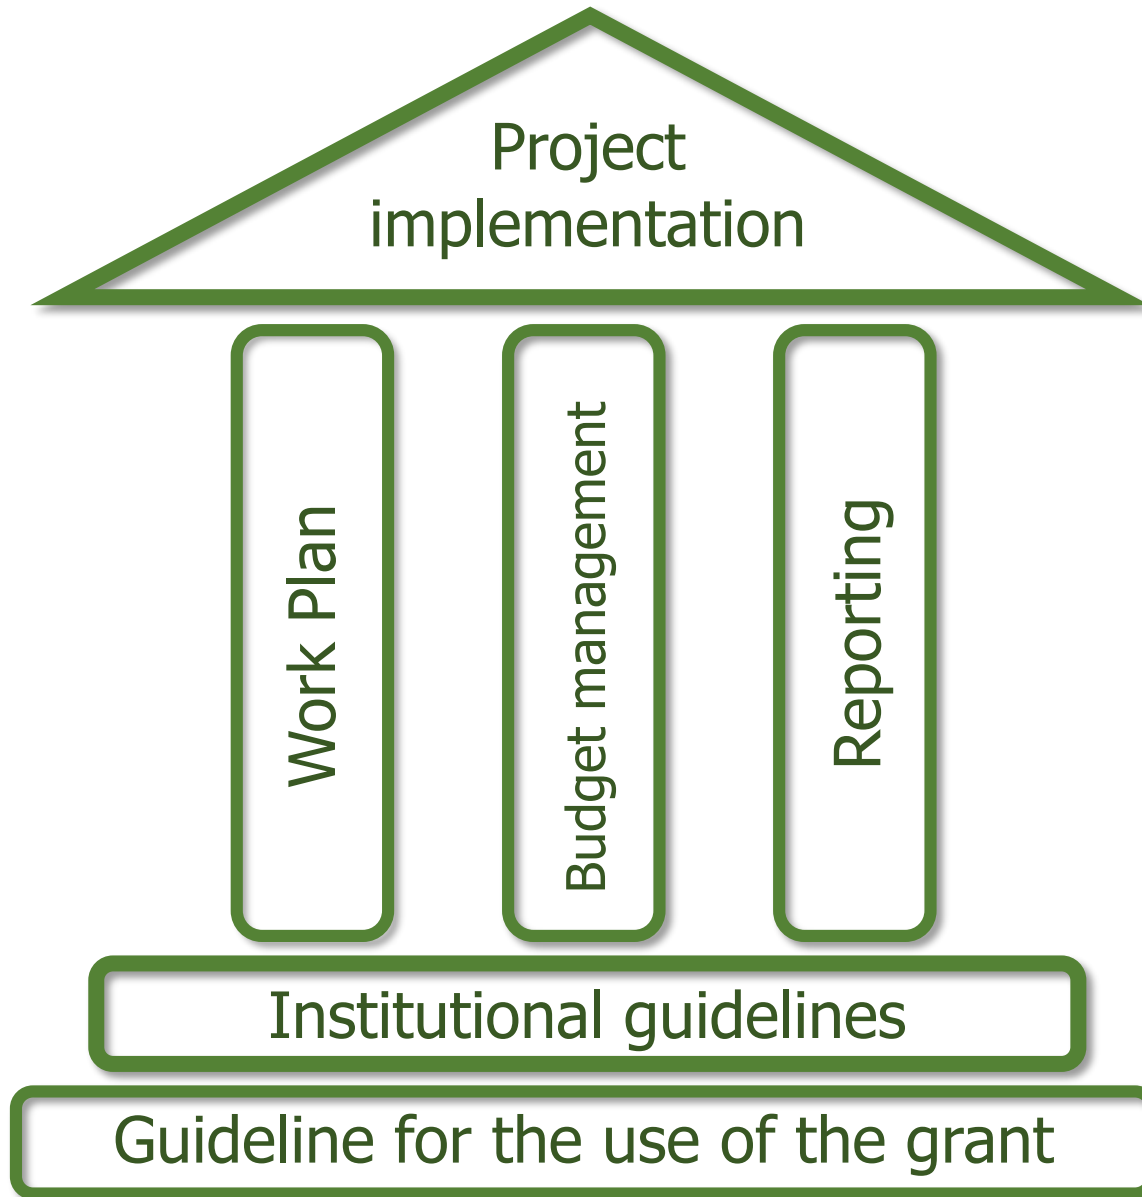 Project
implementation
Work Plan
Budget management
Reporting
Institutional guidelines
Guideline for the use of the grant